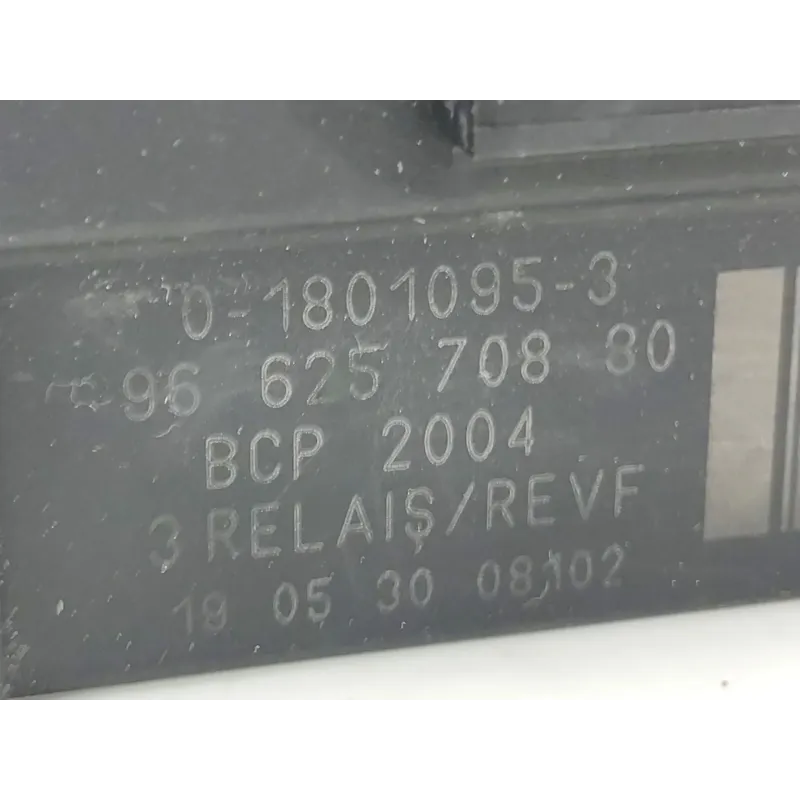 0-1801095-3
96 625 708 80
BCP 2004
3 RELAIS/REVF
19 05 30 08102